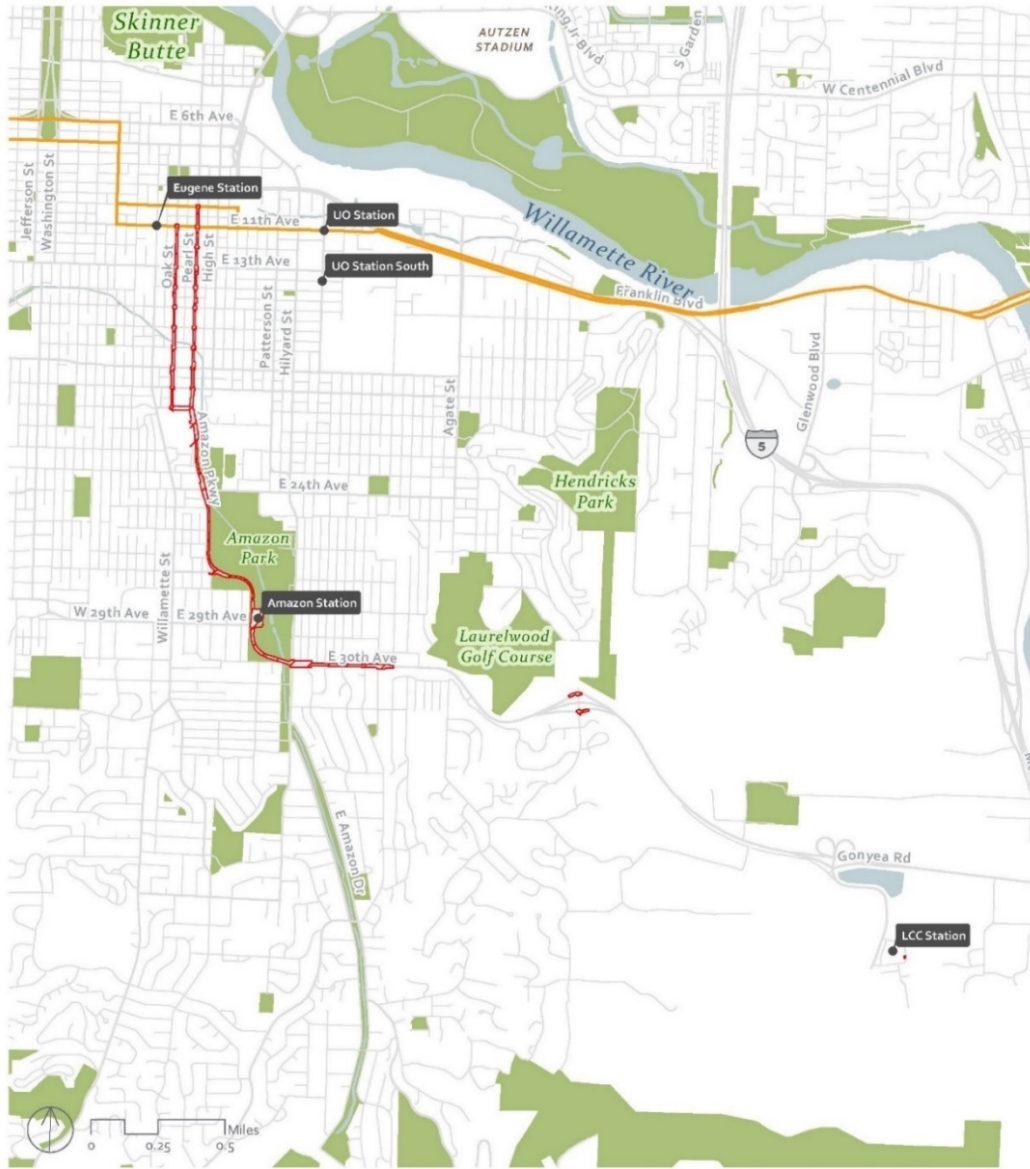 Skinner
Butte
AUTZEN
STADIUM
Jr Blvd
S Garden
W Centennial Blvd
E 6th Ave
Jefferson St
Washington St
Eugene Station
E 11th Ave
UO Station
Willamette River
Oak St
Pearl St
High St
E 13th Ave
UO Station South
Franklin Blvd
Patterson St
Hilyard St
Glenwood Blvd
Agate St
Amazon Pkwy
5
E 24th Ave
Hendricks
Park
Amazon
Park
Willamette St
Amazon Station
W 29th Ave
E 29th Ave
Laurelwood
Golf Course
E 30th Ave
E Amazon Dr
Gonyea Rd
LCC Station
Miles
0
0.25
0.5